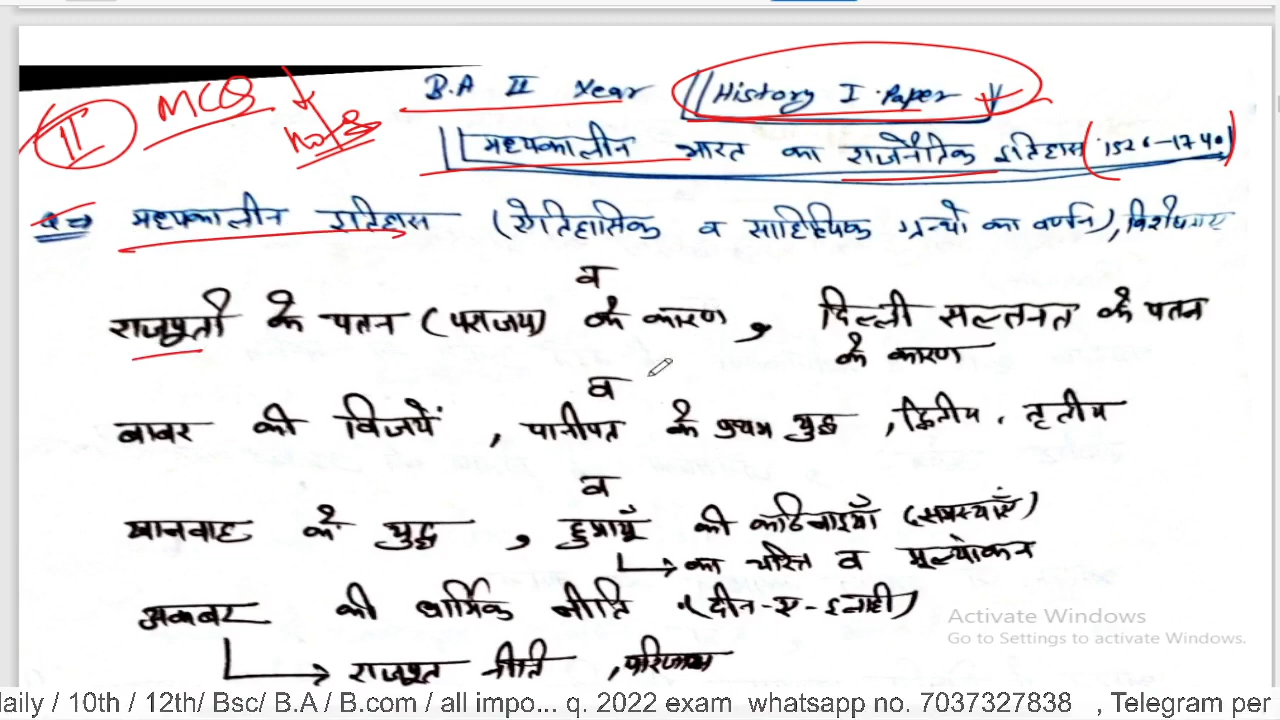 B.A II Year || History I. Paper
II MCQ Notes
मध्यकालीन भारत का राजनैतिक इतिहास (1526-1740)
मध्यकालीन इतिहास (ऐतिहासिक व साहित्यिक ग्रन्थों का वर्णन), विशेषताएं
व
राजपूतों के पतन (पराजय) के कारण, दिल्ली सल्तनत के पतन
के कारण
व
बाबर की विजयें, पानीपत के प्रथम युद्ध, द्वितीय, तृतीय
व
खानवाह के युद्ध, हुमायूँ की कठिनाइयाँ (समस्याएँ)
का चरित्र व मूल्यांकन
अकबर की धार्मिक नीति (दीन-ए-इलाही)
राजपूत नीति, परिणाम
Activate Windows
Go to Settings to activate Windows.
daily / 10th / 12th/ Bsc/ B.A / B.com / all impo... q. 2022 exam whatsapp no. 7037327838 , Telegram per